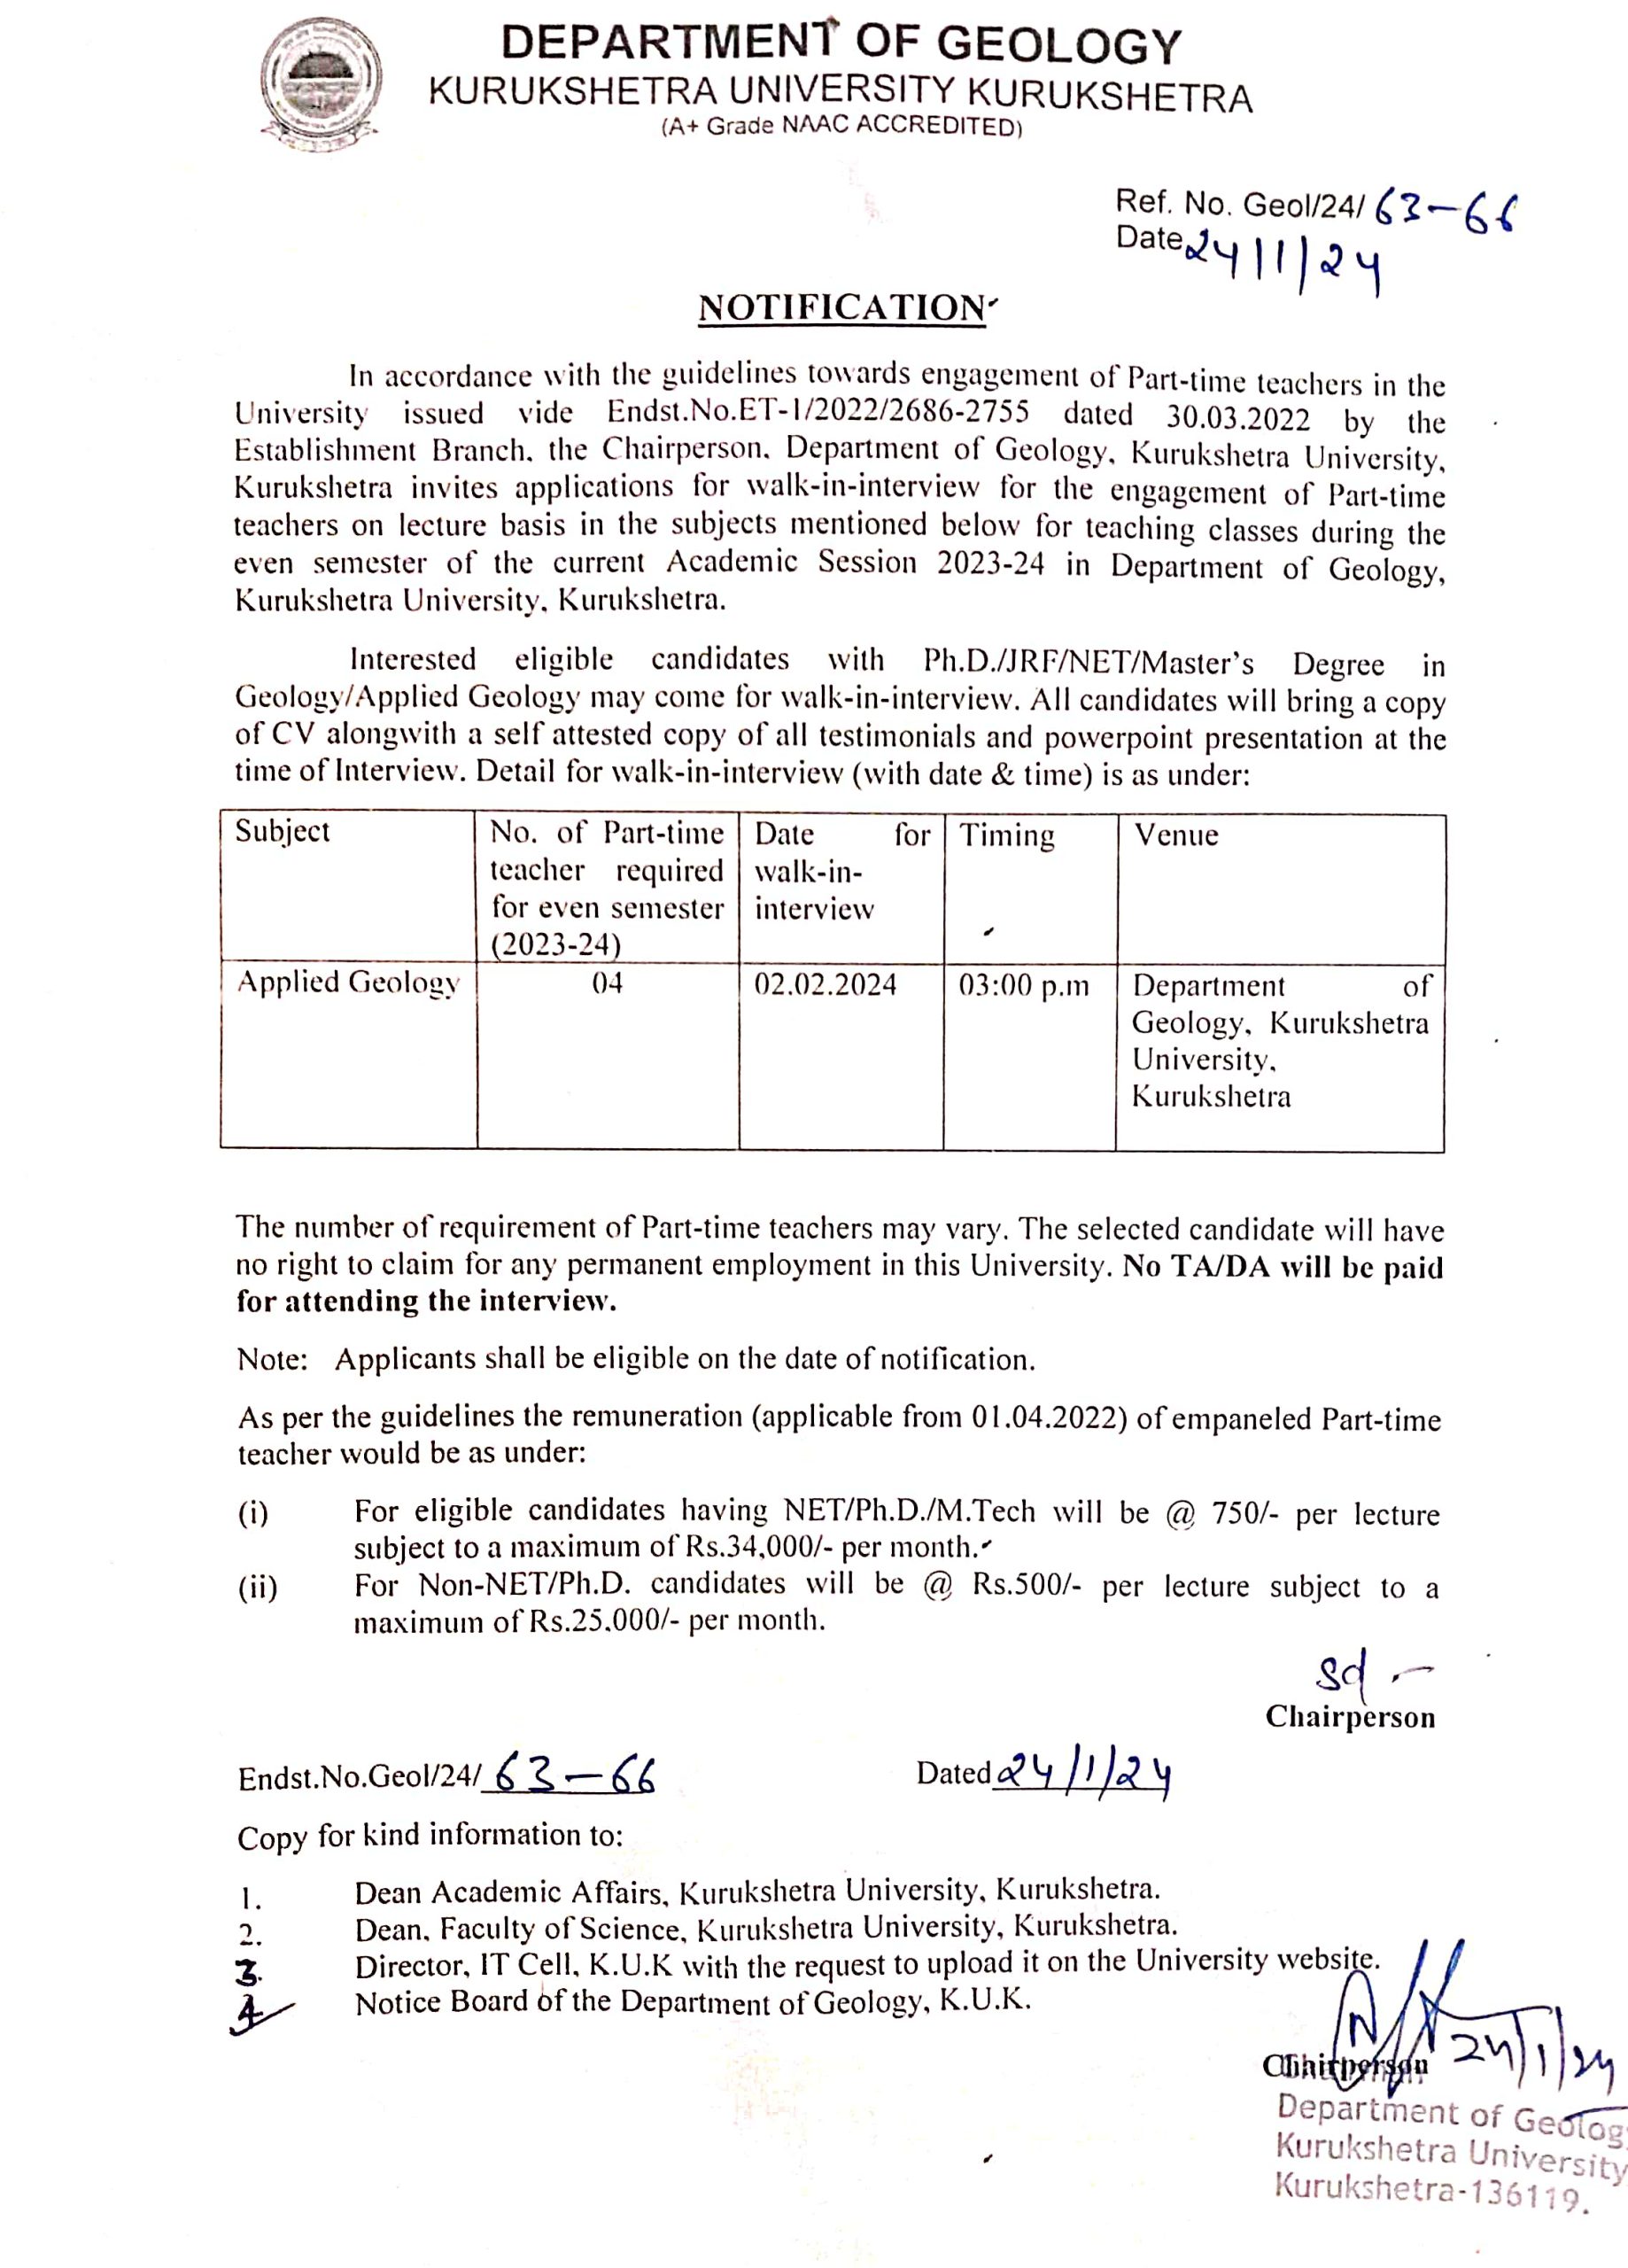 DEPARTMENT OF GEOLOGY
KURUKSHETRA UNIVERSITY KURUKSHETRA
(A+ Grade NAAC ACCREDITED)
Ref. No. Geol/24/ 63-66
Date 24/1/24
NOTIFICATION
In accordance with the guidelines towards engagement of Part-time teachers in the
University issued vide Endst.No.ET-1/2022/2686-2755 dated 30.03.2022 by the
Establishment Branch, the Chairperson, Department of Geology, Kurukshetra University,
Kurukshetra invites applications for walk-in-interview for the engagement of Part-time
teachers on lecture basis in the subjects mentioned below for teaching classes during the
even semester of the current Academic Session 2023-24 in Department of Geology,
Kurukshetra University, Kurukshetra.
Interested eligible candidates with Ph.D./JRF/NET/Master's Degree in
Geology/Applied Geology may come for walk-in-interview. All candidates will bring a copy
of CV alongwith a self attested copy of all testimonials and powerpoint presentation at the
time of Interview. Detail for walk-in-interview (with date & time) is as under:
Subject
No. of Part-time
teacher required
for even semester
(2023-24)
Date for
walk-in-
interview
Timing
Venue
Applied Geology
04
02.02.2024
03:00 p.m
Department of
Geology, Kurukshetra
University,
Kurukshetra
The number of requirement of Part-time teachers may vary. The selected candidate will have
no right to claim for any permanent employment in this University. No TA/DA will be paid
for attending the interview.
Note: Applicants shall be eligible on the date of notification.
As per the guidelines the remuneration (applicable from 01.04.2022) of empaneled Part-time
teacher would be as under:
(i) For eligible candidates having NET/Ph.D./M.Tech will be @ 750/- per lecture
subject to a maximum of Rs.34,000/- per month.
(ii) For Non-NET/Ph.D. candidates will be @ Rs.500/- per lecture subject to a
maximum of Rs.25,000/- per month.
Sd -
Chairperson
Endst.No.Geol/24/ 63-66 Dated 24/1/24
Copy for kind information to:
1. Dean Academic Affairs, Kurukshetra University, Kurukshetra.
2. Dean, Faculty of Science, Kurukshetra University, Kurukshetra.
3. Director, IT Cell, K.U.K with the request to upload it on the University website.
4. Notice Board of the Department of Geology, K.U.K.
24/1/24
Chairperson
Department of Geolog
Kurukshetra University
Kurukshetra-136119.